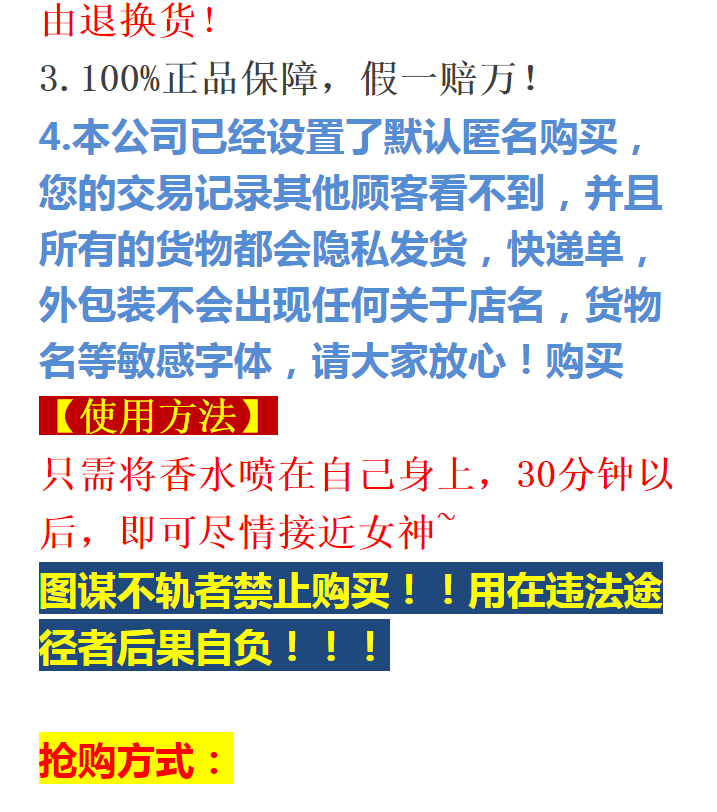 由退换货！
3.100%正品保障，假一赔万！
4.本公司已经设置了默认匿名购买，
您的交易记录其他顾客看不到，并且
所有的货物都会隐私发货，快递单，
外包装不会出现任何关于店名，货物
名等敏感字体，请大家放心！购买
【使用方法】
只需将香水喷在自己身上，30分钟以
后，即可尽情接近女神~
图谋不轨者禁止购买！！用在违法途
径者后果自负！！！
抢购方式：